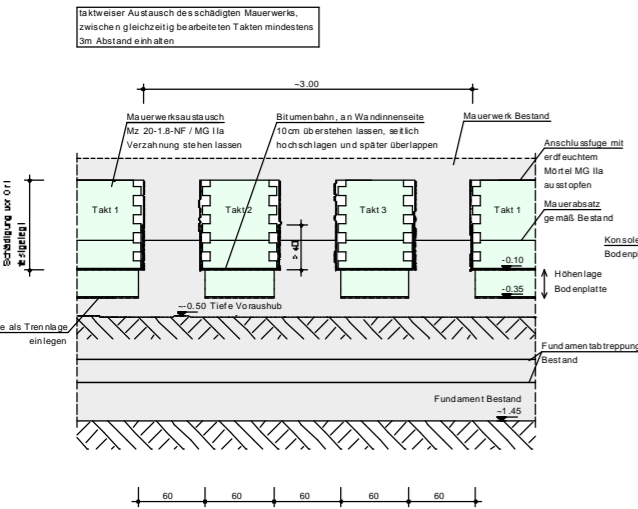 taktweiser Austausch des schädigten Mauerwerks,
zwischen gleichzeitig bearbeiteten Takten mindestens
3m Abstand einhalten
~3.00
Mauerwerksaustausch
Mz 20-1.8-NF / MG IIa
Verzahnung stehen lassen
Bitumenbahn, an Wandinnenseite
10cm überstehen lassen, seitlich
hochschlagen und später überlappen
Mauerwerk Bestand
Anschlussfuge mit
erdfeuchtem
Mörtel MG IIa
ausstopfen
Schädigung vor Ort
festgelegt
Takt 1
Takt 2
Takt 3
Takt 1
Mauerabsatz
gemäß Bestand
Konsole
Bodenpl
-0.10
Höhenlage
Bodenplatte
-0.35
~-0.50 Tiefe Voraushub
e als Trennlage
einlegen
Fundamentabtreppung
Bestand
Fundament Bestand
~1.45
60
60
60
60
60